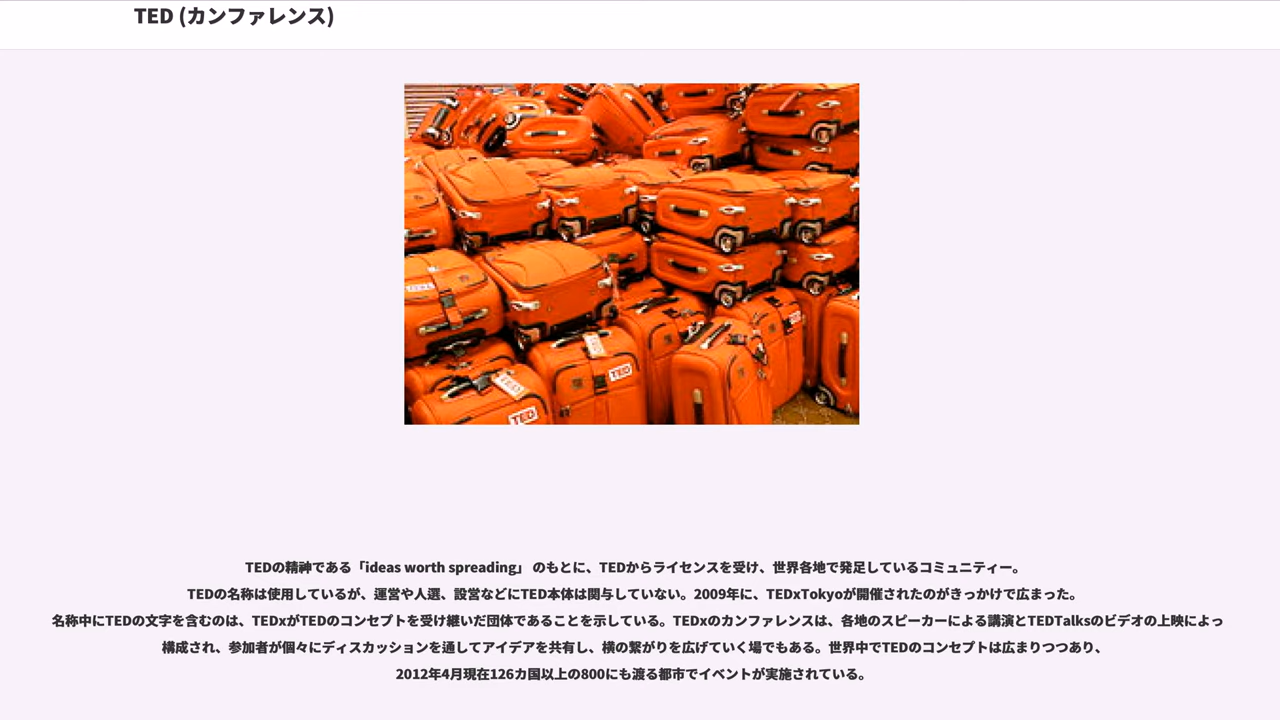 TED (カンファレンス)
TED
TED
TEDの精神である「ideas worth spreading」 のもとに、TEDからライセンスを受け、世界各地で発足しているコミュニティー。
TEDの名称は使用しているが、運営や人選、設営などにTED本体は関与していない。2009年に、TEDxTokyoが開催されたのがきっかけで広まった。
名称中にTEDの文字を含むのは、TEDxがTEDのコンセプトを受け継いだ団体であることを示している。TEDxのカンファレンスは、各地のスピーカーによる講演とTEDTalksのビデオの上映によっ
構成され、参加者が個々にディスカッションを通してアイデアを共有し、横の繋がりを広げていく場でもある。世界中でTEDのコンセプトは広まりつつあり、
2012年4月現在126カ国以上の800にも渡る都市でイベントが実施されている。